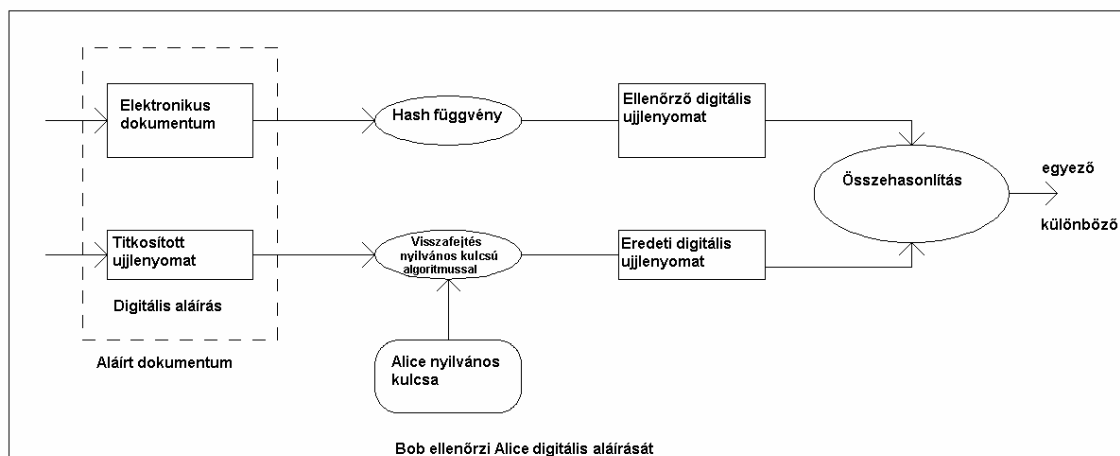 Elektronikus
dokumentum
Hash függvény
Ellenőrző digitális
ujjlenyomat
Összehasonlítás
egyező
különböző
Titkosított
ujjlenyomat
Visszafejtés
nyilvános kulcsú
algoritmussal
Eredeti digitális
ujjlenyomat
Digitális aláírás
Aláírt dokumentum
Alice nyilvános
kulcsa
Bob ellenőrzi Alice digitális aláírását